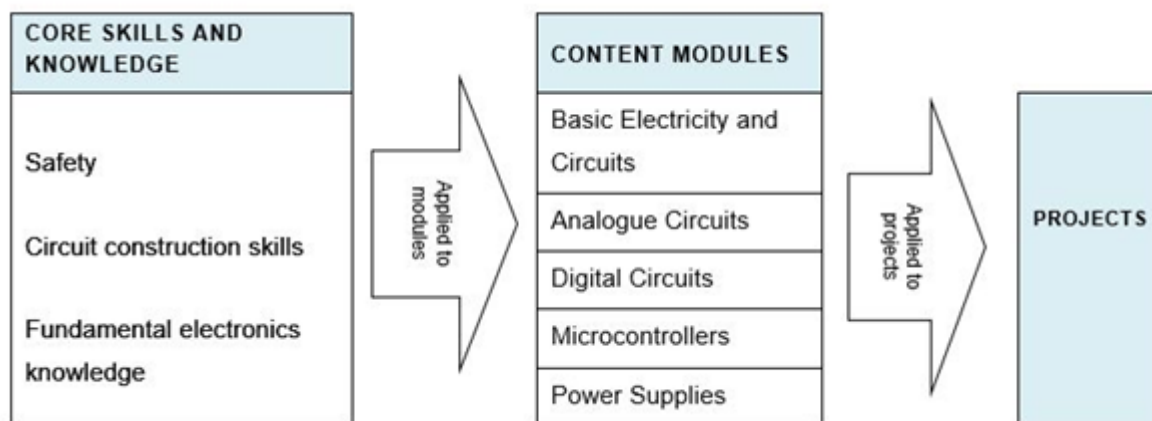 CORE SKILLS AND
KNOWLEDGE
Safety
Circuit construction skills
Fundamental electronics
knowledge
Applied to
modules
CONTENT MODULES
Basic Electricity and
Circuits
Analogue Circuits
Digital Circuits
Microcontrollers
Power Supplies
Applied to
projects
PROJECTS